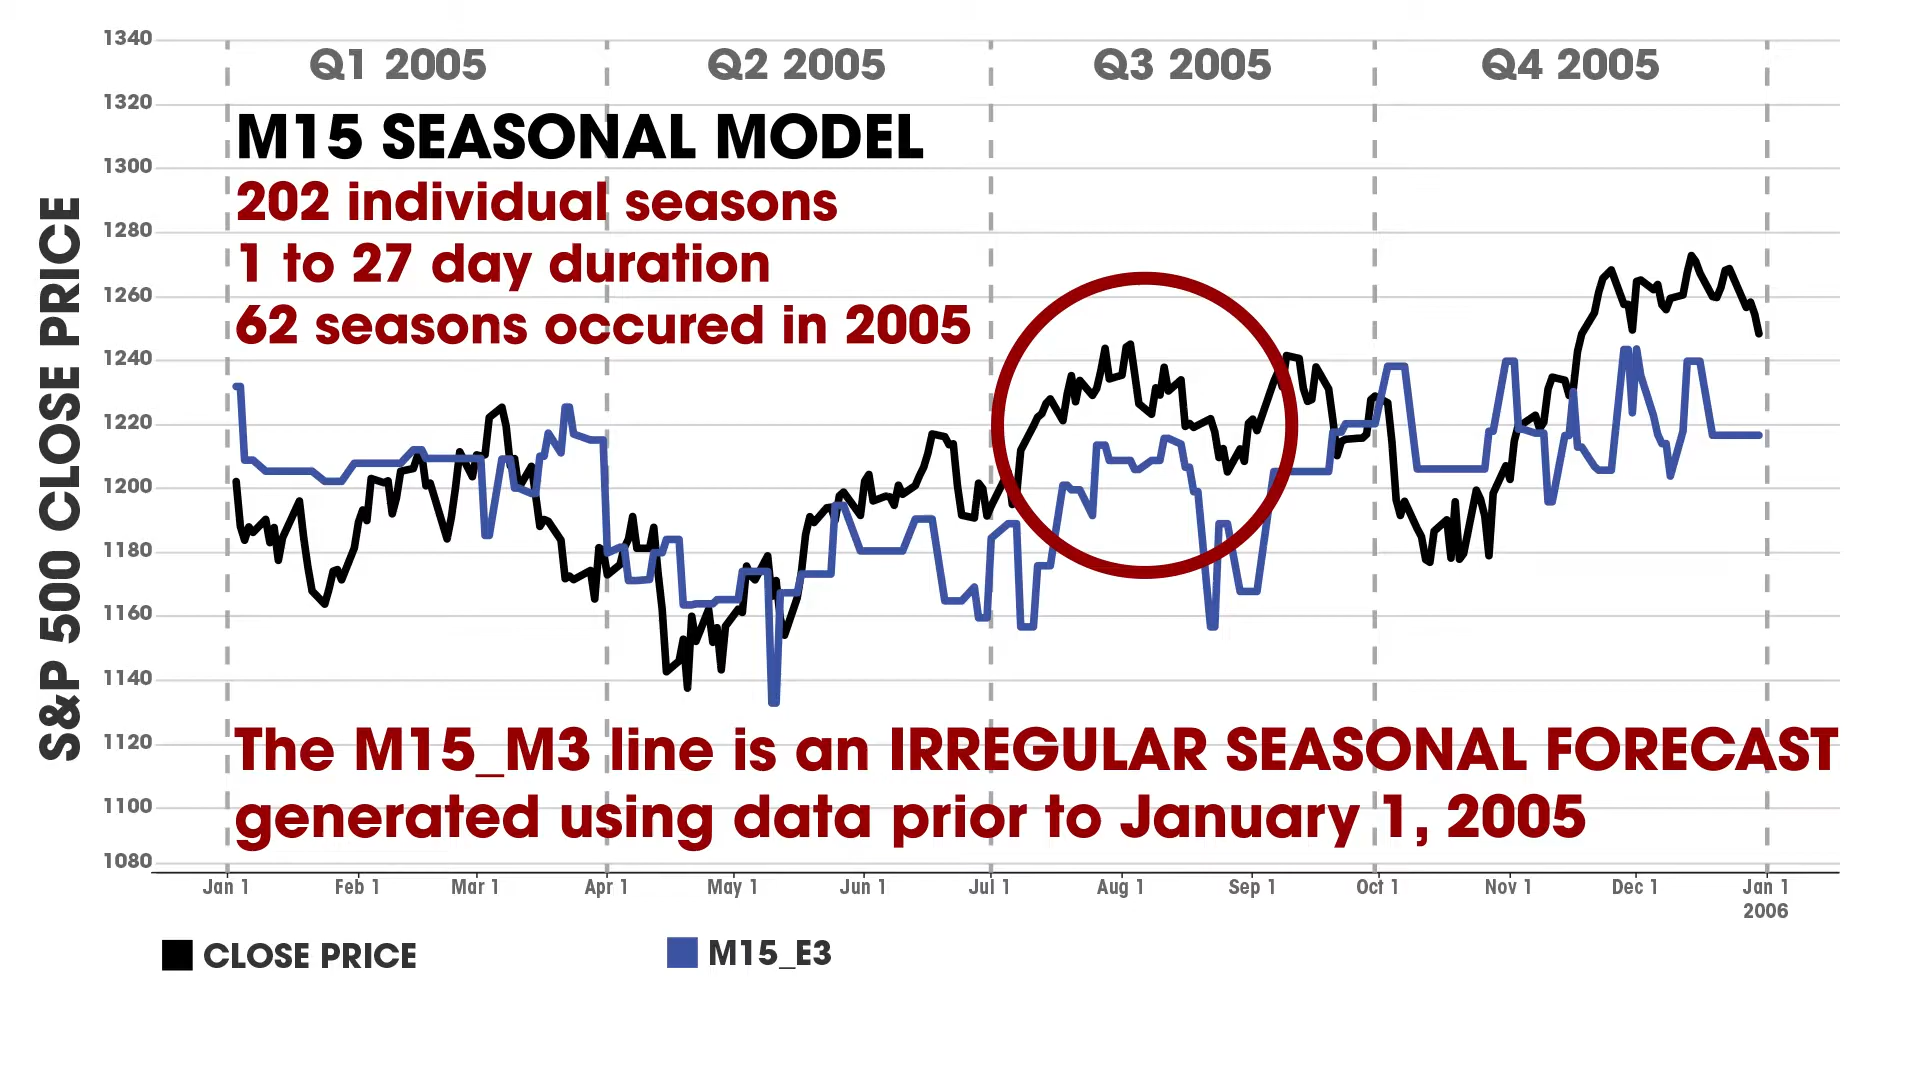 1340
Q1 2005 Q2 2005 Q3 2005 Q4 2005
1320
M15 SEASONAL MODEL
1300
202 individual seasons
1280
1 to 27 day duration
1260
62 seasons occured in 2005
1240
1220
1200
1180
1160
1140
1120
The M15_M3 line is an IRREGULAR SEASONAL FORECAST
1100
generated using data prior to January 1, 2005
1080
S&P 500 CLOSE PRICE
Jan 1 Feb 1 Mar 1 Apr 1 May 1 Jun 1 Jul 1 Aug 1 Sep 1 Oct 1 Nov 1 Dec 1 Jan 1
2006
CLOSE PRICE M15_E3